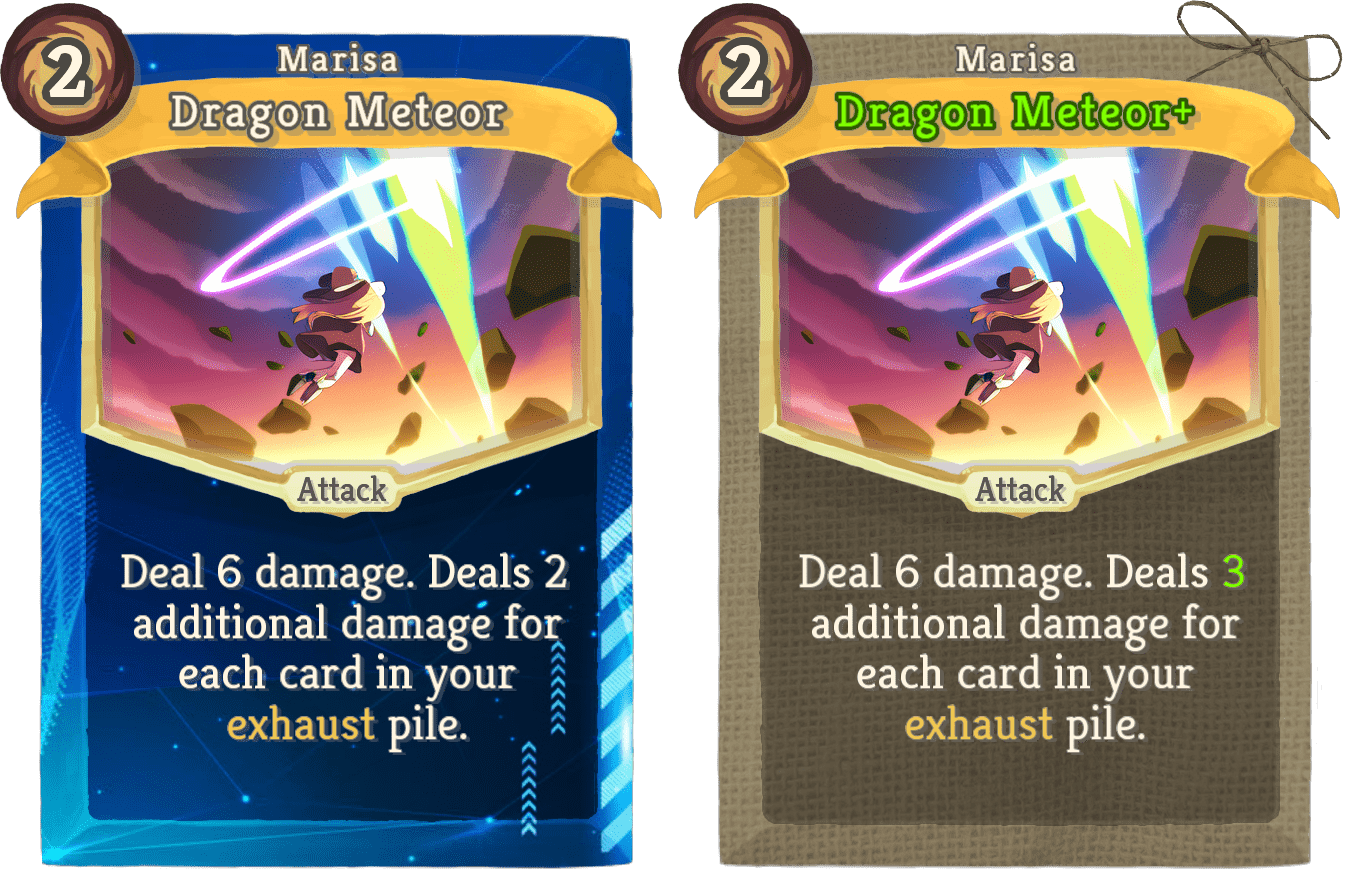 2
Marisa
Dragon Meteor
Attack
Deal 6 damage. Deals 2
additional damage for
each card in your
exhaust pile.
2
Marisa
Dragon Meteor+
Attack
Deal 6 damage. Deals 3
additional damage for
each card in your
exhaust pile.